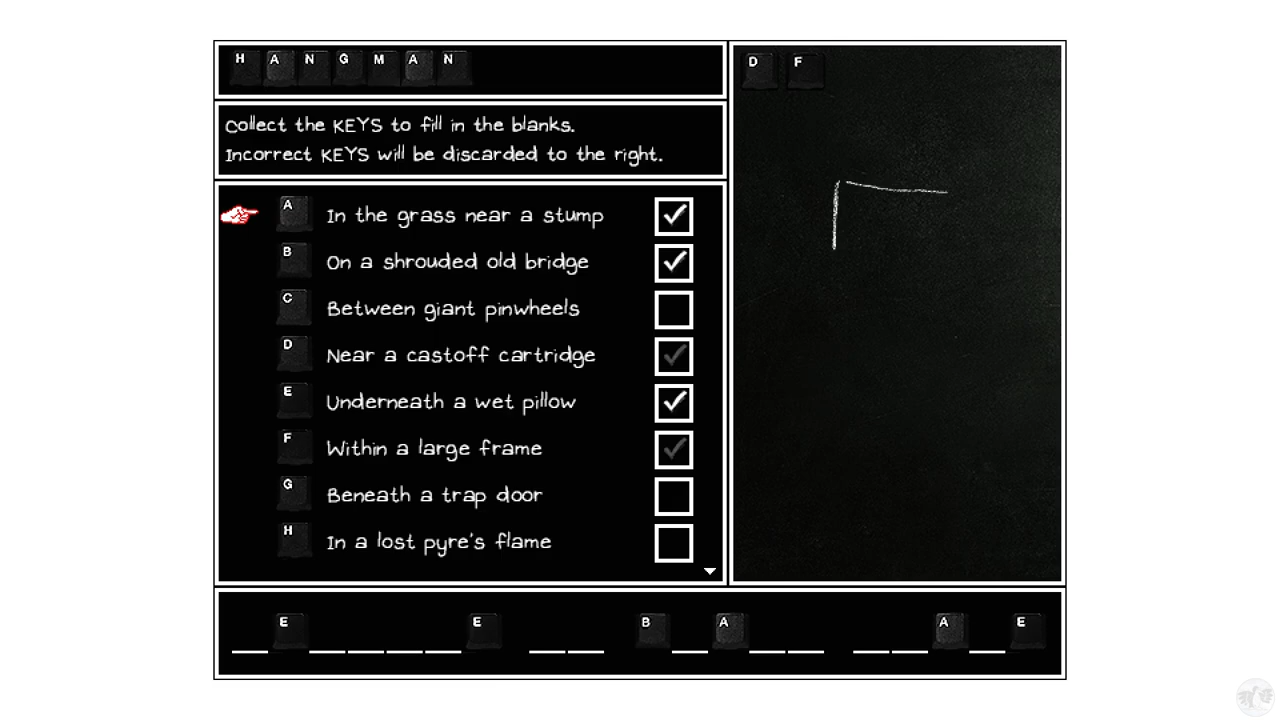 H A N G M A N
Collect the KEYS to fill in the blanks.
Incorrect KEYS will be discarded to the right.
A In the grass near a stump
B On a shrouded old bridge
C Between giant pinwheels
D Near a castoff cartridge
E Underneath a wet pillow
F Within a large frame
G Beneath a trap door
H In a lost pyre's flame
D F
E E B A A E